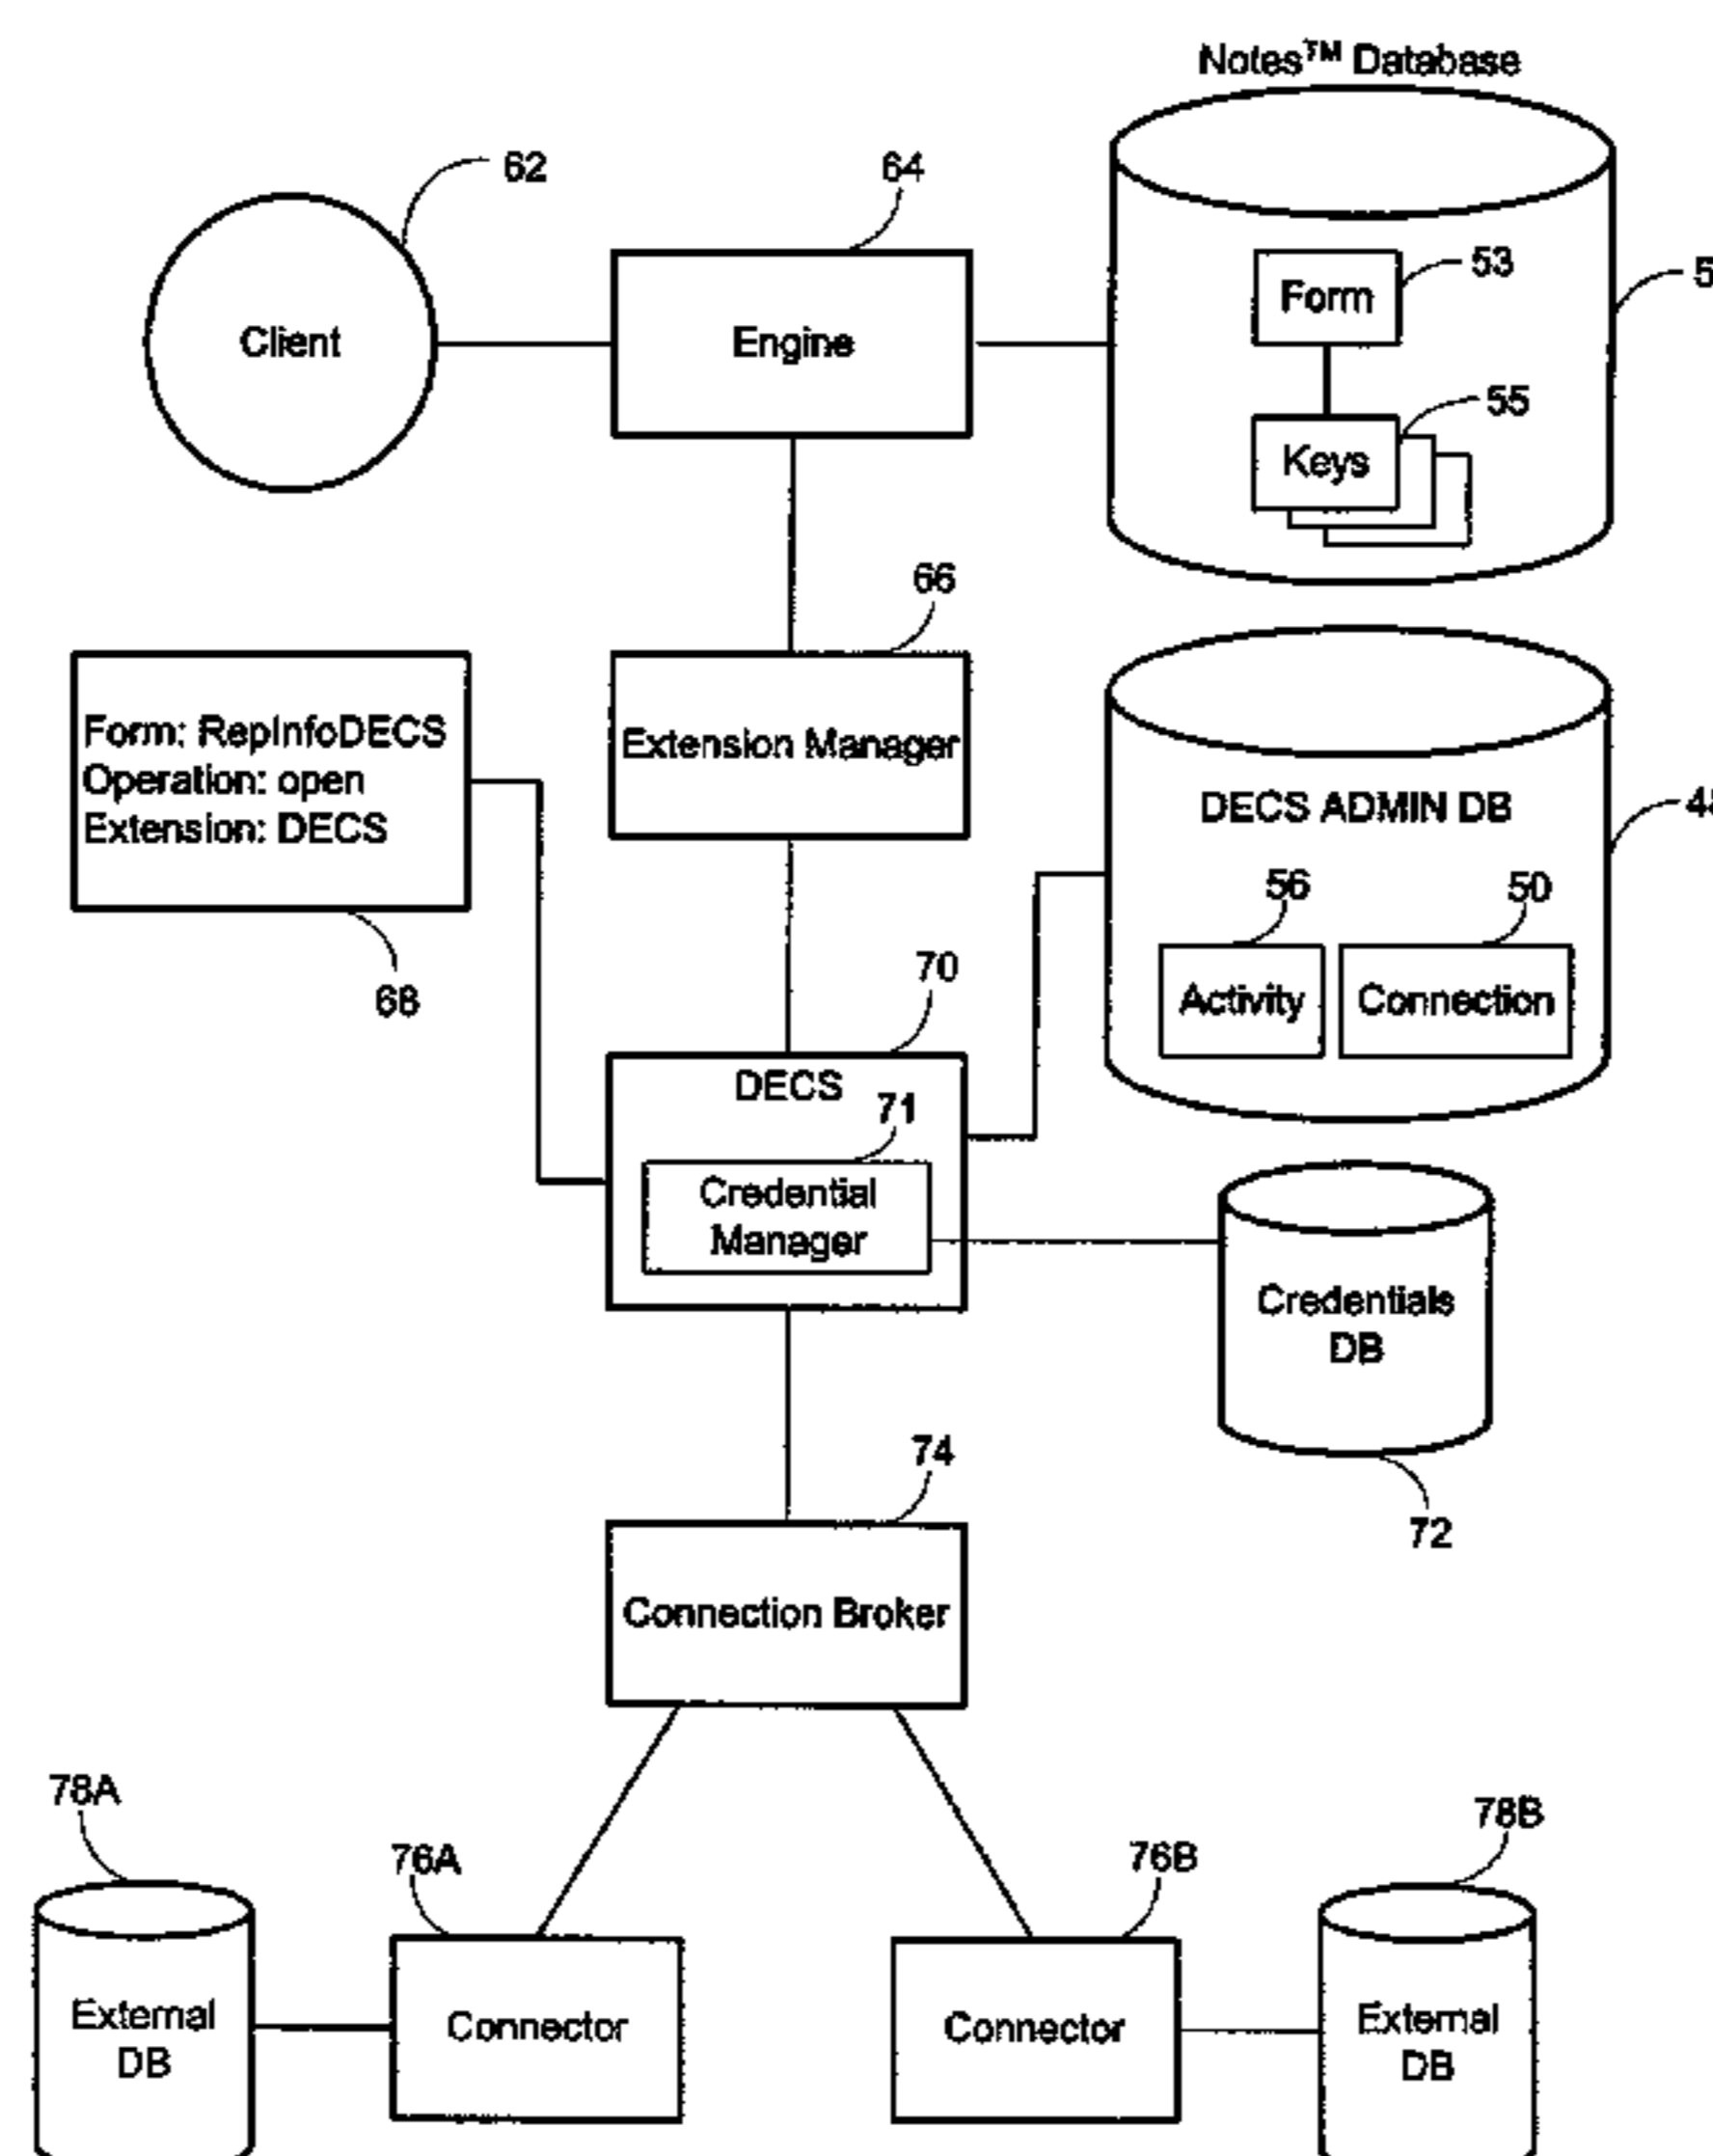 Notes™ Database
62
64
53
Form
5
Client
Engine
55
Keys
66
Form: RepInfoDECS
Operation: open
Extension: DECS
Extension Manager
DECS ADMIN DB
48
56
50
Activity
Connection
68
70
DECS
71
Credential
Manager
Credentials
DB
74
72
Connection Broker
78A
76A
76B
78B
External
DB
Connector
Connector
External
DB